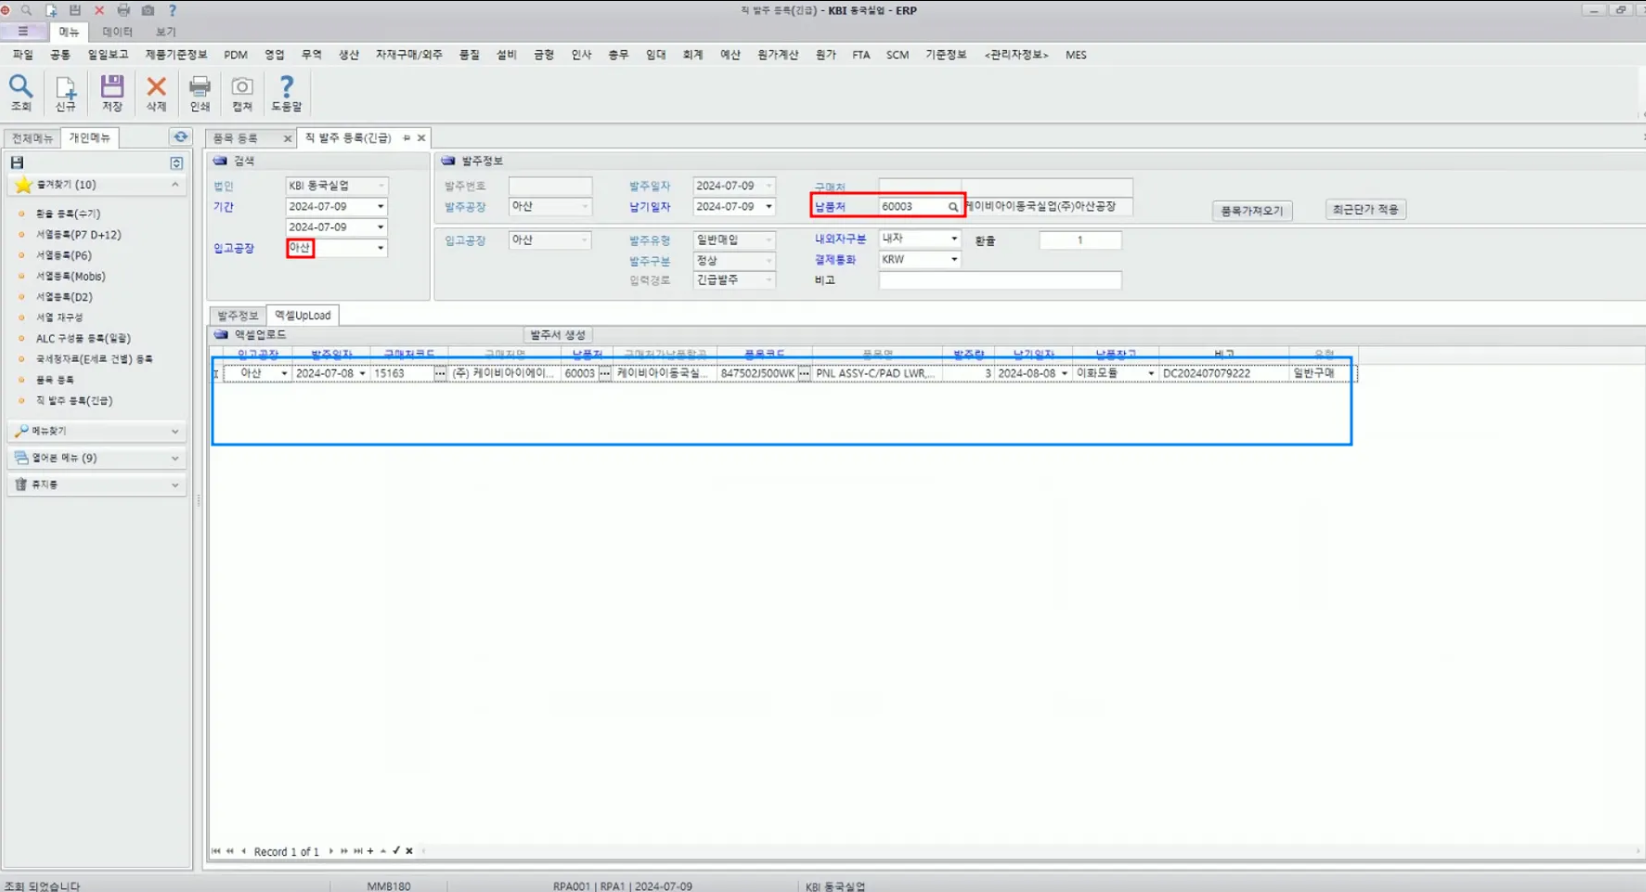 직 발주 등록(긴급) - KBI 동국실업 - ERP
메뉴 데이터 보기
파일 공통 일일보고 제품기준정보 PDM 영업 무역 생산 자재구매/외주 품질 설비 금형 인사 총무 임대 회계 예산 원가계산 원가 FTA SCM 기준정보 <관리자정보> MES
조회 신규 저장 삭제 인쇄 캡쳐 도움말
전체메뉴 개인메뉴
품목 등록 직 발주 등록(긴급)
즐겨찾기 (10)
환율 등록(수기)
서열등록(P7 D+12)
서열등록(P6)
서열등록(Mobis)
서열등록(D2)
서열 재구성
ALC 구성품 등록(일괄)
국세청자료(E세로 건별) 등록
품목 등록
직 발주 등록(긴급)
메뉴찾기
열어본 메뉴 (9)
휴지통
검색
법인 KBI 동국실업
기간 2024-07-09
2024-07-09
입고공장 아산
발주정보
발주번호 발주일자 2024-07-09 구매처
발주공장 아산 납기일자 2024-07-09 납품처 60003 케이비아이동국실업(주)아산공장 품목가져오기 최근단가 적용
입고공장 아산 발주유형 일반매입 내외자구분 내자 환율 1
발주구분 정상 결제통화 KRW
입력경로 긴급발주 비고
발주정보 엑셀UpLoad
엑셀업로드 발주서 생성
입고공장 발주일자 구매처코드 구매처명 납품처 품목코드 품목명 발주량 납기일자 납품창고 비고 유형
아산 2024-07-08 15163 (주) 케이비아이에이... 60003 케이비아이동국실... 847502J500WK PNL ASSY-C/PAD LWR,... 3 2024-08-08 이화모듈 DC202407079222 일반구매
Record 1 of 1
조회 되었습니다 MMB180 RPA001 | RPA1 | 2024-07-09 KBI 동국실업